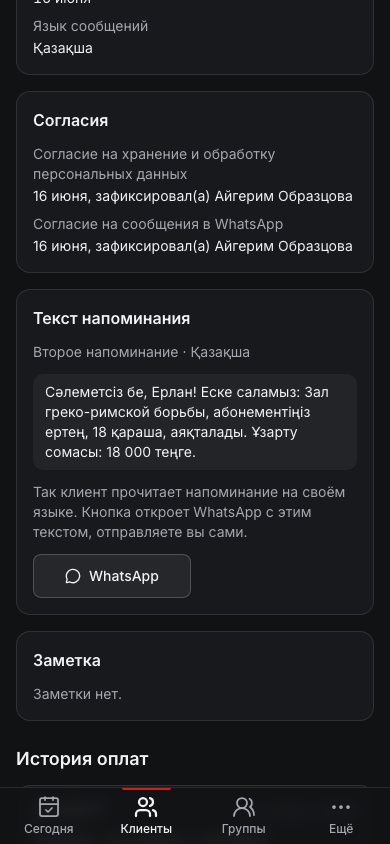 Язык сообщений
Қазақша
Согласия
Согласие на хранение и обработку
персональных данных
16 июня, зафиксировал(а) Айгерим Образцова
Согласие на сообщения в WhatsApp
16 июня, зафиксировал(а) Айгерим Образцова
Текст напоминания
Второе напоминание · Қазақша
Сәлеметсіз бе, Ерлан! Еске саламыз: Зал
греко-римской борьбы, абонементіңіз
ертең, 18 қараша, аяқталады. Ұзарту
сомасы: 18 000 теңге.
Так клиент прочитает напоминание на своём
языке. Кнопка откроет WhatsApp с этим
текстом, отправляете вы сами.
WhatsApp
Заметка
Заметки нет.
История оплат
Сегодня
Клиенты
Группы
Ещё